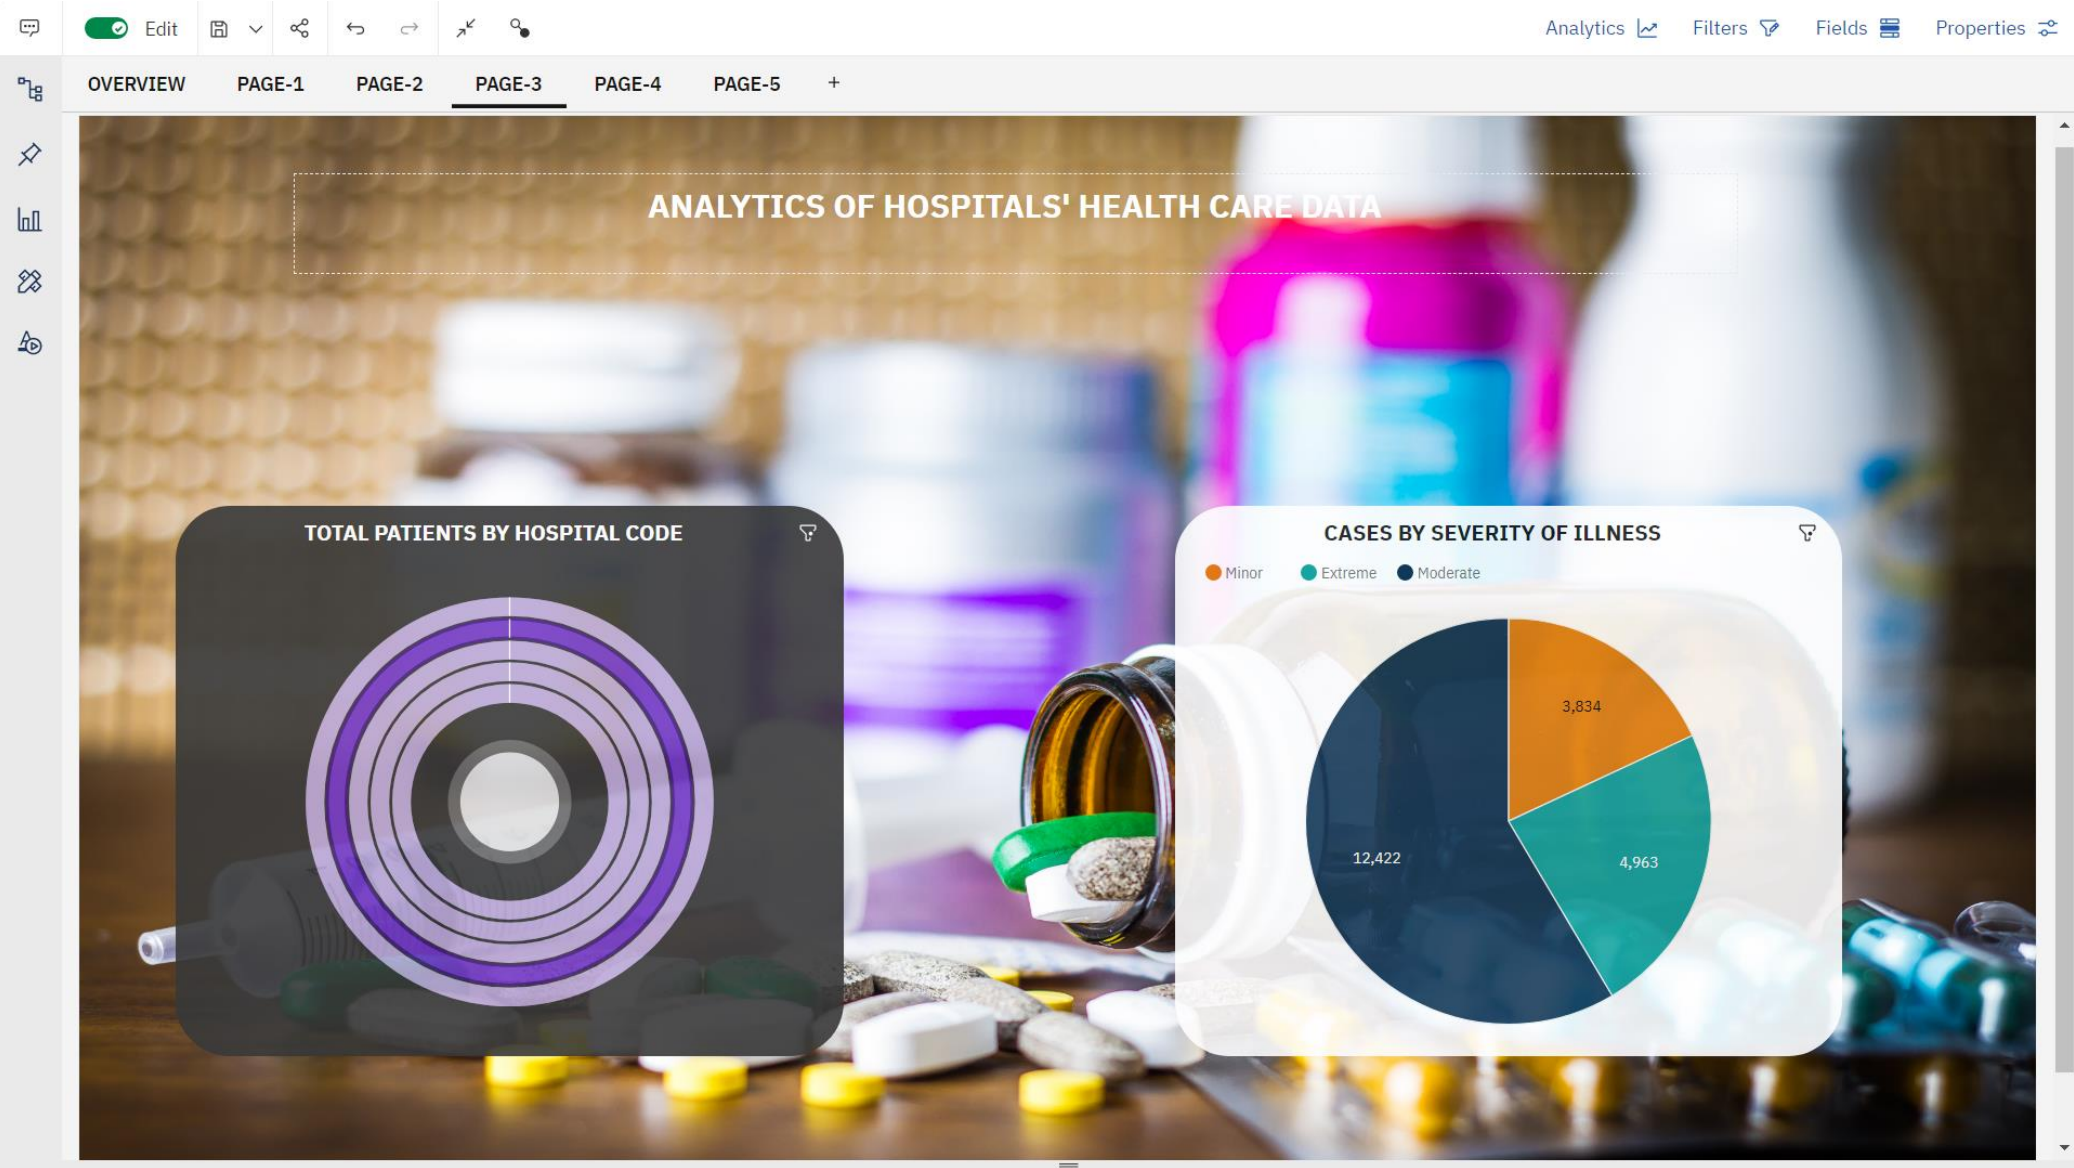 Edit
Analytics
Filters
Fields
Properties
OVERVIEW
PAGE-1
PAGE-2
PAGE-3
PAGE-4
PAGE-5
+
ANALYTICS OF HOSPITALS' HEALTH CARE DATA
TOTAL PATIENTS BY HOSPITAL CODE
CASES BY SEVERITY OF ILLNESS
Minor
Extreme
Moderate
3,834
12,422
4,963